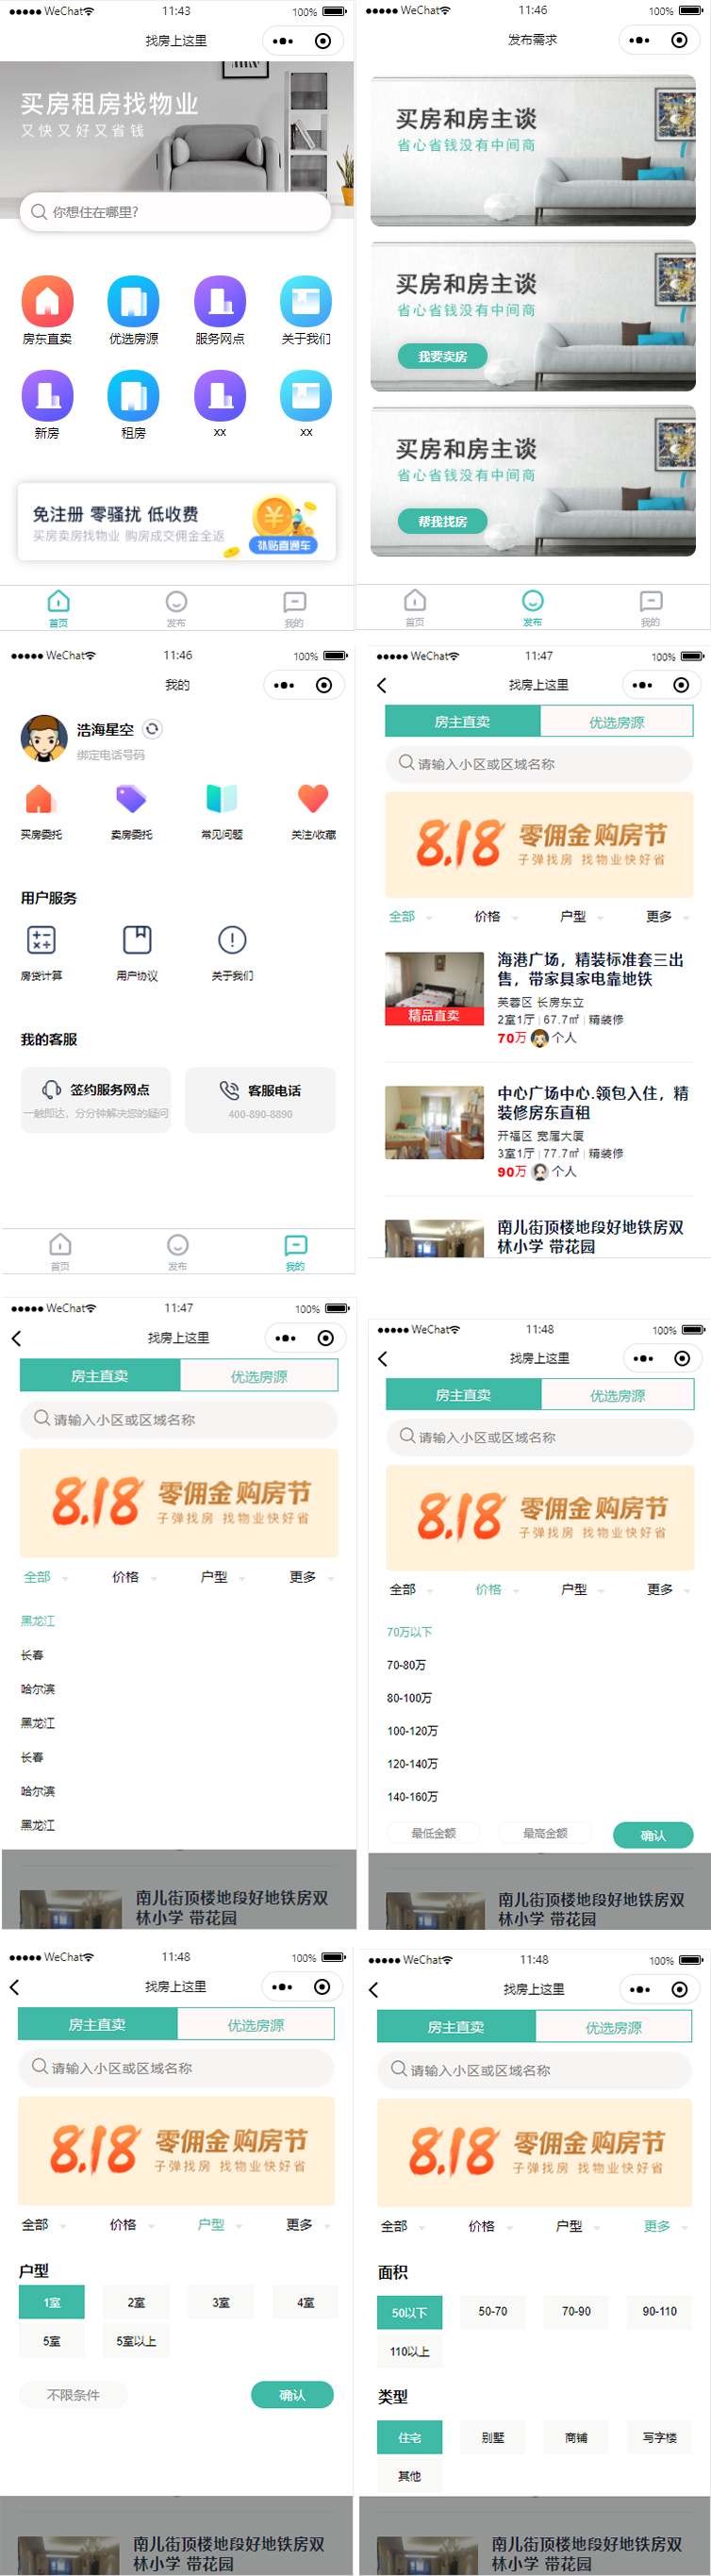 ●●●●● WeChat 11:43 100%
找房上这里
买房租房找物业
又快又好又省钱
你想住在哪里?
房东直卖 优选房源 服务网点 关于我们
新房 租房 xx xx
免注册 零骚扰 低收费
买房卖房找物业 购房成交佣金全返
补贴直通车
首页 发布 我的
●●●●● WeChat 11:46 100%
发布需求
买房和房主谈
省心省钱没有中间商
买房和房主谈
省心省钱没有中间商
我要卖房
买房和房主谈
省心省钱没有中间商
帮我找房
首页 发布 我的
●●●●● WeChat 11:46 100%
我的
浩海星空
绑定电话号码
买房委托 卖房委托 常见问题 关注/收藏
用户服务
房贷计算 用户协议 关于我们
我的客服
签约服务网点 客服电话
一触即达，分分钟解决您的疑问 400-890-8890
首页 发布 我的
●●●●● WeChat 11:47 100%
找房上这里
房主直卖 优选房源
请输入小区或区域名称
8.18 零佣金购房节
子弹找房 找物业快好省
全部 价格 户型 更多
海港广场，精装标准套三出
售，带家具家电靠地铁
芙蓉区 长房东立
2室1厅 | 67.7㎡ | 精装修
精品直卖
70万 个人
中心广场中心.领包入住，精
装修房东直租
开福区 宽厝大厦
3室1厅 | 77.7㎡ | 精装修
90万 个人
南儿街顶楼地段好地铁房双
林小学 带花园
●●●●● WeChat 11:47 100%
找房上这里
房主直卖 优选房源
请输入小区或区域名称
8.18 零佣金购房节
子弹找房 找物业快好省
全部 价格 户型 更多
黑龙江
长春
哈尔滨
黑龙江
长春
哈尔滨
黑龙江
南儿街顶楼地段好地铁房双
林小学 带花园
●●●●● WeChat 11:48 100%
找房上这里
房主直卖 优选房源
请输入小区或区域名称
8.18 零佣金购房节
子弹找房 找物业快好省
全部 价格 户型 更多
70万以下
70-80万
80-100万
100-120万
120-140万
140-160万
最低金额 最高金额 确认
南儿街顶楼地段好地铁房双
林小学 带花园
●●●●● WeChat 11:48 100%
找房上这里
房主直卖 优选房源
请输入小区或区域名称
8.18 零佣金购房节
子弹找房 找物业快好省
全部 价格 户型 更多
户型
1室 2室 3室 4室
5室 5室以上
不限条件 确认
南儿街顶楼地段好地铁房双
林小学 带花园
●●●●● WeChat 11:48 100%
找房上这里
房主直卖 优选房源
请输入小区或区域名称
8.18 零佣金购房节
子弹找房 找物业快好省
全部 价格 户型 更多
面积
50以下 50-70 70-90 90-110
110以上
类型
住宅 别墅 商铺 写字楼
其他
南儿街顶楼地段好地铁房双
林小学 带花园